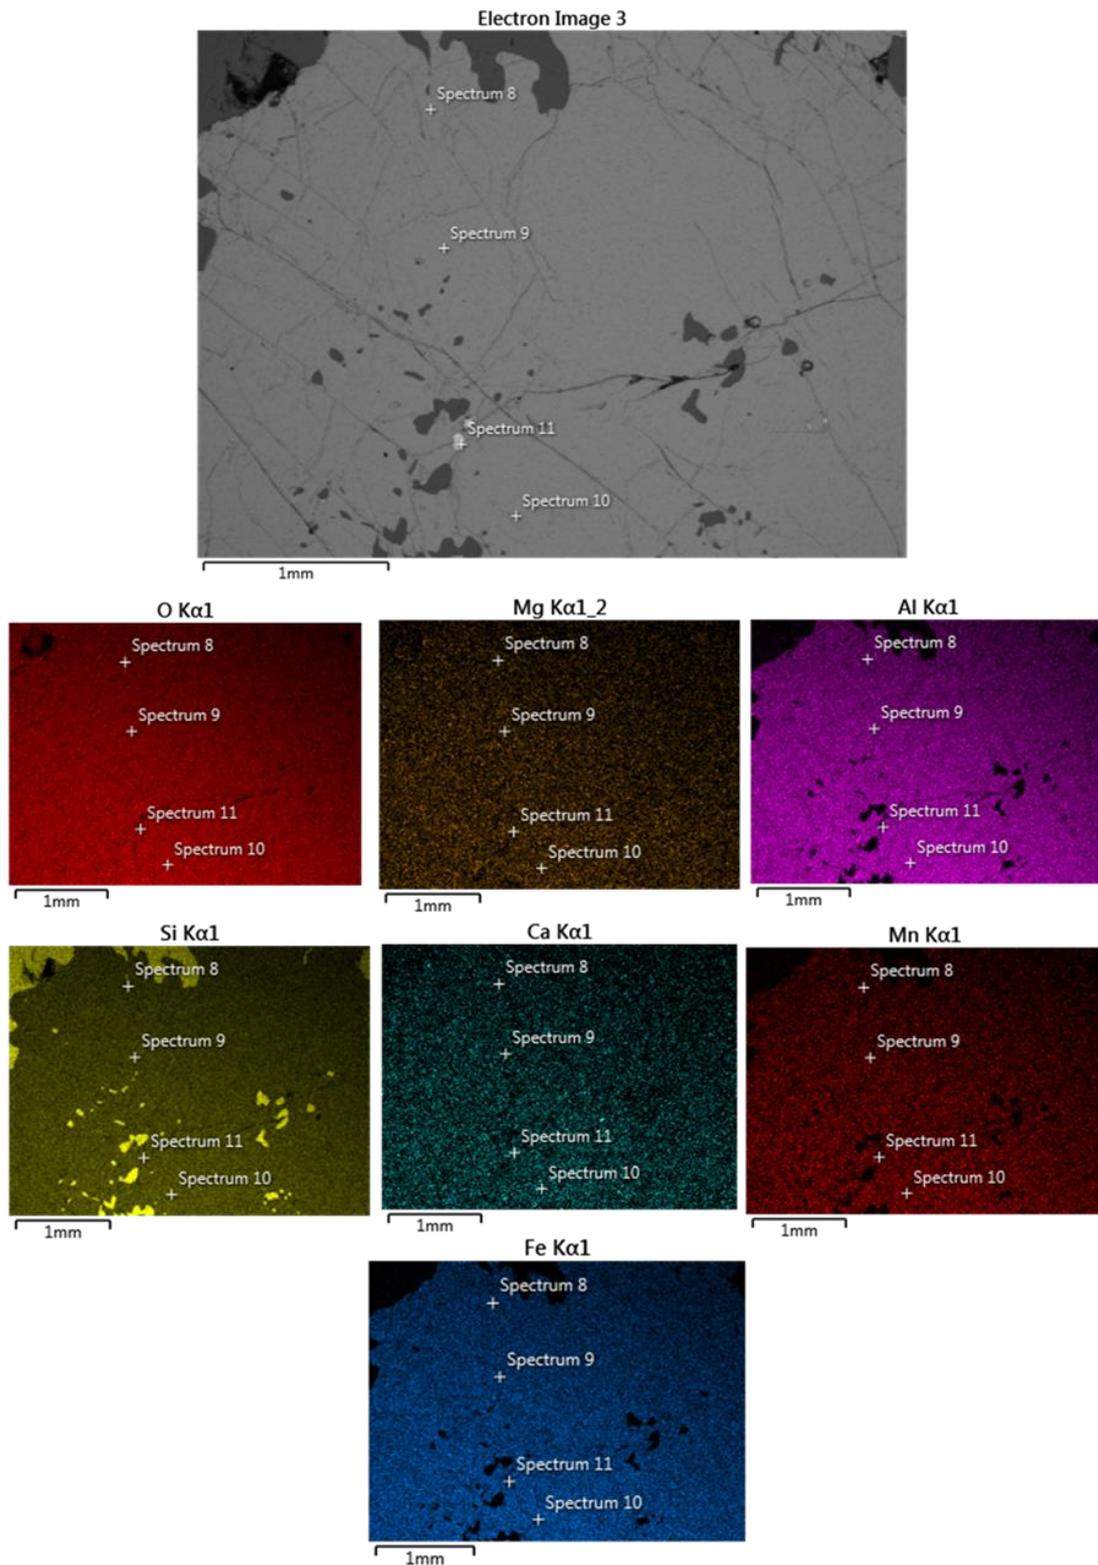 Electron Image 3
Spectrum 8
Spectrum 9
Spectrum 11
Spectrum 10
1mm
O Kα1
Spectrum 8
Spectrum 9
Spectrum 11
Spectrum 10
1mm
Mg Kα1_2
Spectrum 8
Spectrum 9
Spectrum 11
Spectrum 10
1mm
Al Kα1
Spectrum 8
Spectrum 9
Spectrum 11
Spectrum 10
1mm
Si Kα1
Spectrum 8
Spectrum 9
Spectrum 11
Spectrum 10
1mm
Ca Kα1
Spectrum 8
Spectrum 9
Spectrum 11
Spectrum 10
1mm
Mn Kα1
Spectrum 8
Spectrum 9
Spectrum 11
Spectrum 10
1mm
Fe Kα1
Spectrum 8
Spectrum 9
Spectrum 11
Spectrum 10
1mm